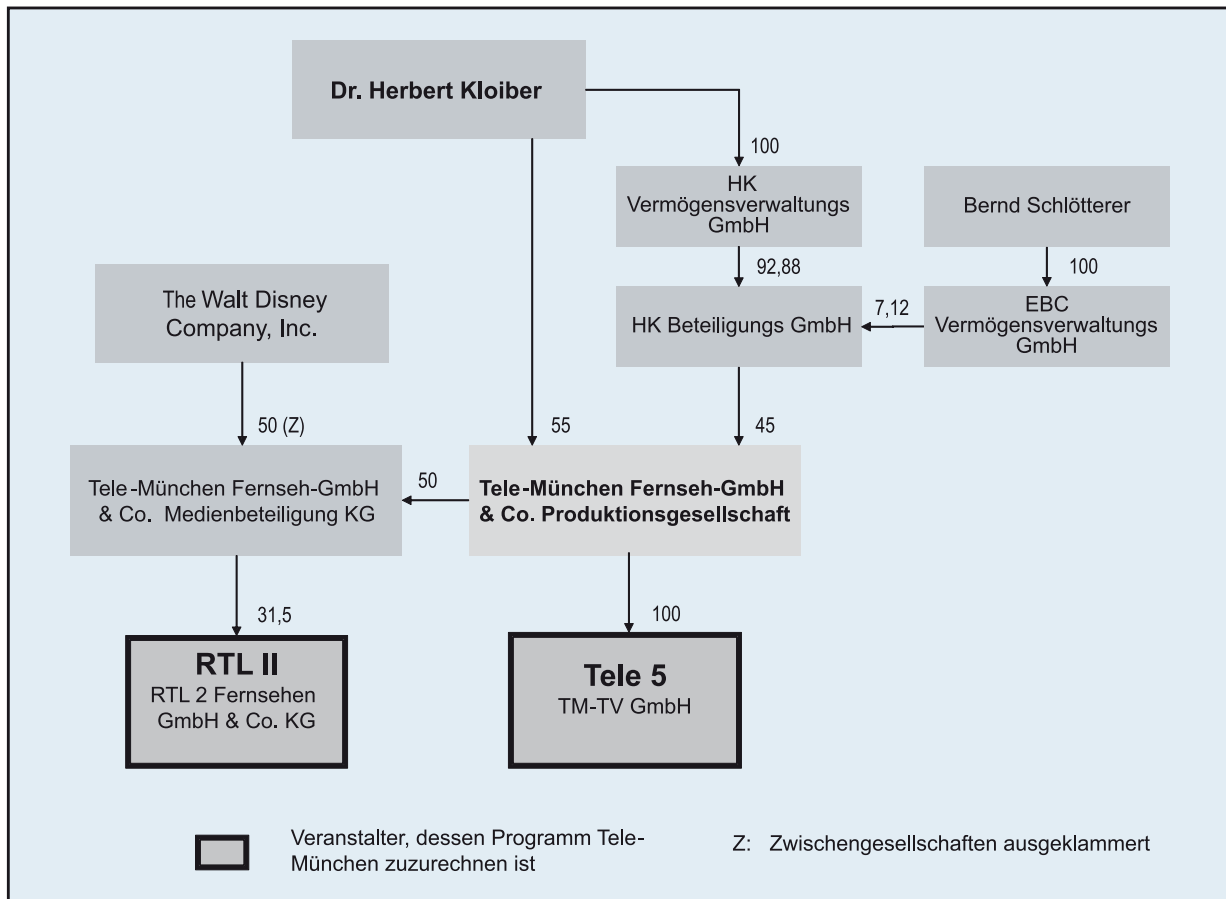 Dr. Herbert Kloiber
100
HK
Vermögensverwaltungs
GmbH
Bernd Schlötterer
92,88
100
The Walt Disney
Company, Inc.
HK Beteiligungs GmbH
7,12
EBC
Vermögensverwaltungs
GmbH
50 (Z)
55
45
Tele-München Fernseh-GmbH
& Co. Medienbeteiligung KG
50
Tele-München Fernseh-GmbH
& Co. Produktionsgesellschaft
31,5
100
RTL II
RTL 2 Fernsehen
GmbH & Co. KG
Tele 5
TM-TV GmbH
Veranstalter, dessen Programm Tele-
München zuzurechnen ist
Z: Zwischengesellschaften ausgeklammert